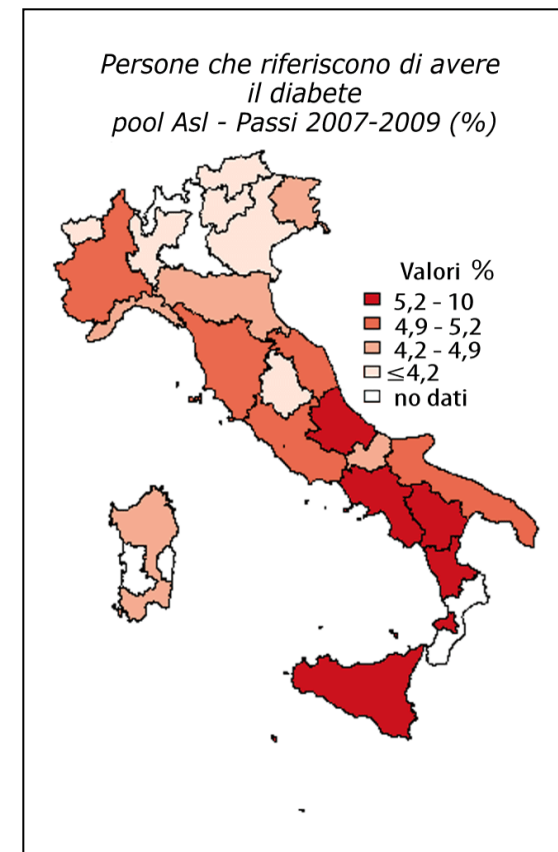 Persone che riferiscono di avere
il diabete
pool Asl - Passi 2007-2009 (%)
Valori %
5,2 - 10
4,9 - 5,2
4,2 - 4,9
≤4,2
no dati